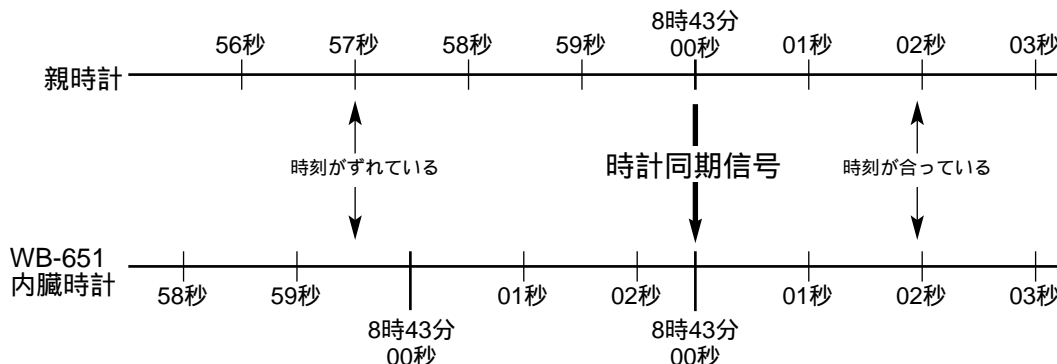 8時43分
56秒 57秒 58秒 59秒 00秒 01秒 02秒 03秒
親時計
時刻がずれている 時計同期信号 時刻が合っている
WB-651
内臓時計
58秒 59秒 01秒 02秒 01秒 02秒 03秒
8時43分 8時43分
00秒 00秒